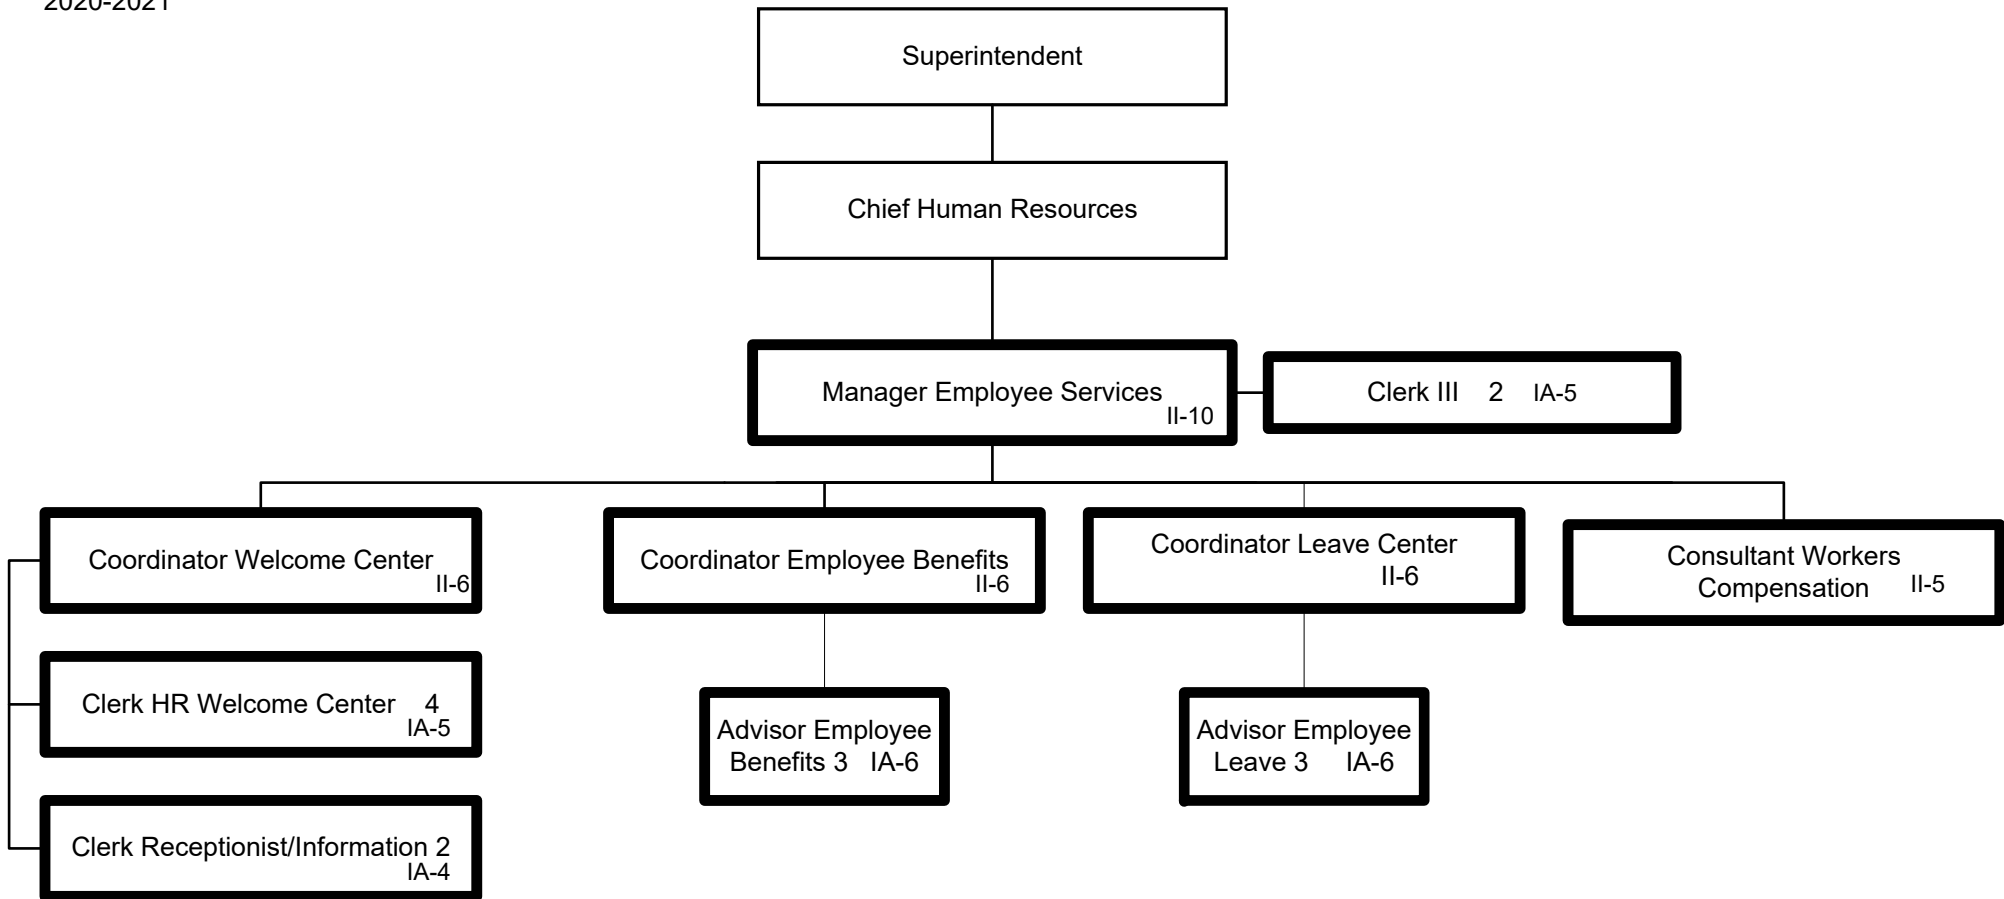 2020-2021
Superintendent
Chief Human Resources
Manager Employee Services
II-10
Clerk III 2 IA-5
Coordinator Welcome Center
II-6
Coordinator Employee Benefits
II-6
Coordinator Leave Center
II-6
Consultant Workers
Compensation II-5
Clerk HR Welcome Center 4
IA-5
Advisor Employee
Benefits 3 IA-6
Advisor Employee
Leave 3 IA-6
Clerk Receptionist/Information 2
IA-4